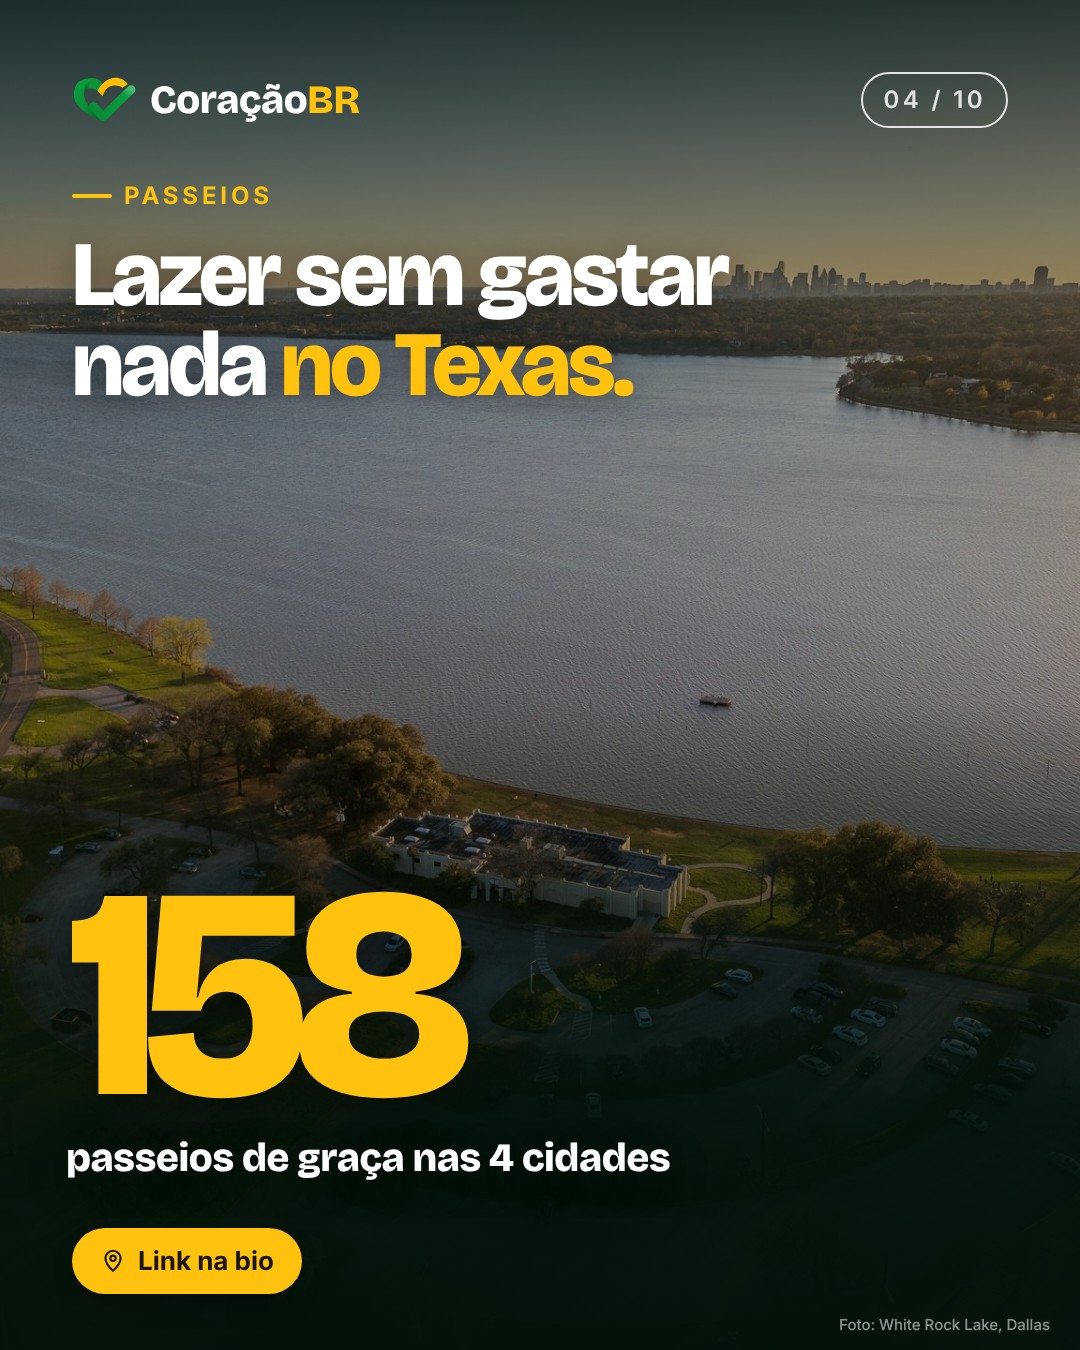 CoraçãoBR
04 / 10
PASSEIOS
Lazer sem gastar
nada no Texas.
158
passeios de graça nas 4 cidades
Link na bio
Foto: White Rock Lake, Dallas